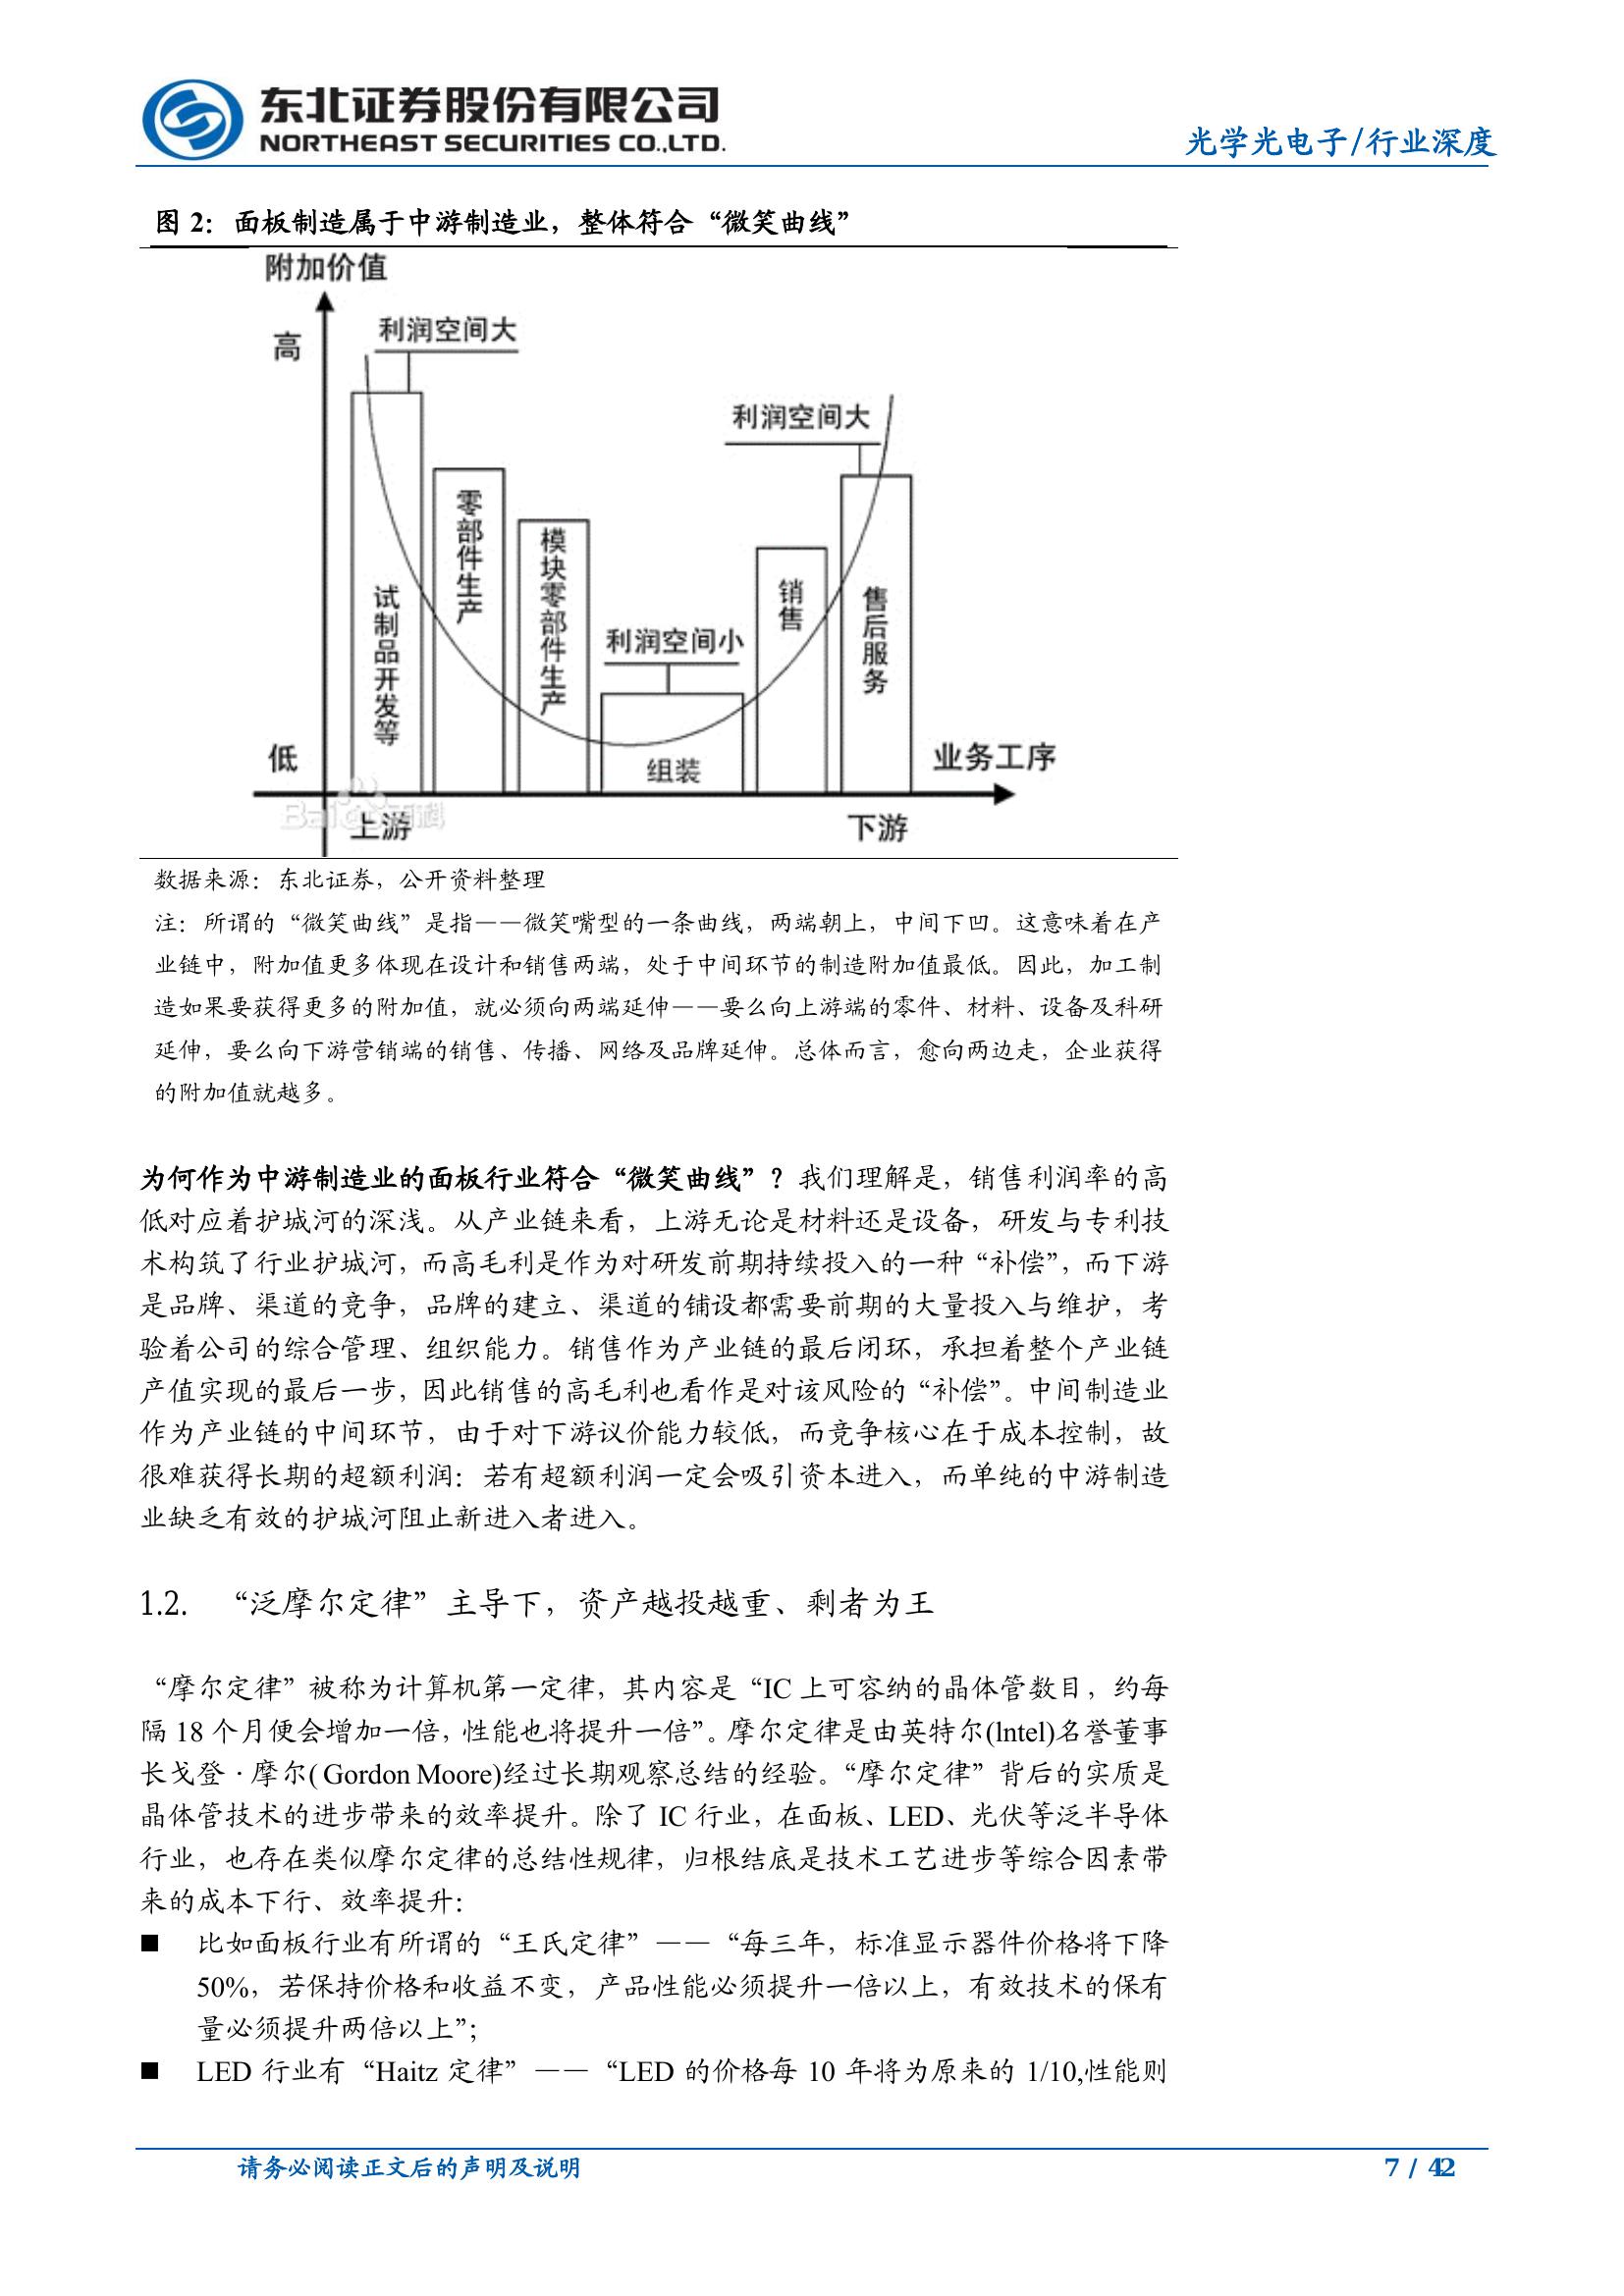 东北证券股份有限公司
NORTHEAST SECURITIES CO.,LTD.
光学光电子/行业深度
图 2：面板制造属于中游制造业，整体符合“微笑曲线”
附加价值
高
利润空间大
利润空间大
零部件生产
模块零部件生产
试制品开发等
利润空间小
销售
售后服务
低
组装
业务工序
Baidu百科
上游
下游
数据来源：东北证券，公开资料整理
注：所谓的“微笑曲线”是指——微笑嘴型的一条曲线，两端朝上，中间下凹。这意味着在产
业链中，附加值更多体现在设计和销售两端，处于中间环节的制造附加值最低。因此，加工制
造如果要获得更多的附加值，就必须向两端延伸——要么向上游端的零件、材料、设备及科研
延伸，要么向下游营销端的销售、传播、网络及品牌延伸。总体而言，愈向两边走，企业获得
的附加值就越多。
为何作为中游制造业的面板行业符合“微笑曲线”？我们理解是，销售利润率的高
低对应着护城河的深浅。从产业链来看，上游无论是材料还是设备，研发与专利技
术构筑了行业护城河，而高毛利是作为对研发前期持续投入的一种“补偿”，而下游
是品牌、渠道的竞争，品牌的建立、渠道的铺设都需要前期的大量投入与维护，考
验着公司的综合管理、组织能力。销售作为产业链的最后闭环，承担着整个产业链
产值实现的最后一步，因此销售的高毛利也看作是对该风险的“补偿”。中间制造业
作为产业链的中间环节，由于对下游议价能力较低，而竞争核心在于成本控制，故
很难获得长期的超额利润：若有超额利润一定会吸引资本进入，而单纯的中游制造
业缺乏有效的护城河阻止新进入者进入。
1.2. “泛摩尔定律”主导下，资产越投越重、剩者为王
“摩尔定律”被称为计算机第一定律，其内容是“IC 上可容纳的晶体管数目，约每
隔 18 个月便会增加一倍，性能也将提升一倍”。摩尔定律是由英特尔(lntel)名誉董事
长戈登·摩尔( Gordon Moore)经过长期观察总结的经验。“摩尔定律”背后的实质是
晶体管技术的进步带来的效率提升。除了 IC 行业，在面板、LED、光伏等泛半导体
行业，也存在类似摩尔定律的总结性规律，归根结底是技术工艺进步等综合因素带
来的成本下行、效率提升：
■ 比如面板行业有所谓的“王氏定律”——“每三年，标准显示器件价格将下降
50%，若保持价格和收益不变，产品性能必须提升一倍以上，有效技术的保有
量必须提升两倍以上”；
■ LED 行业有“Haitz 定律”——“LED 的价格每 10 年将为原来的 1/10,性能则
请务必阅读正文后的声明及说明
7 / 42